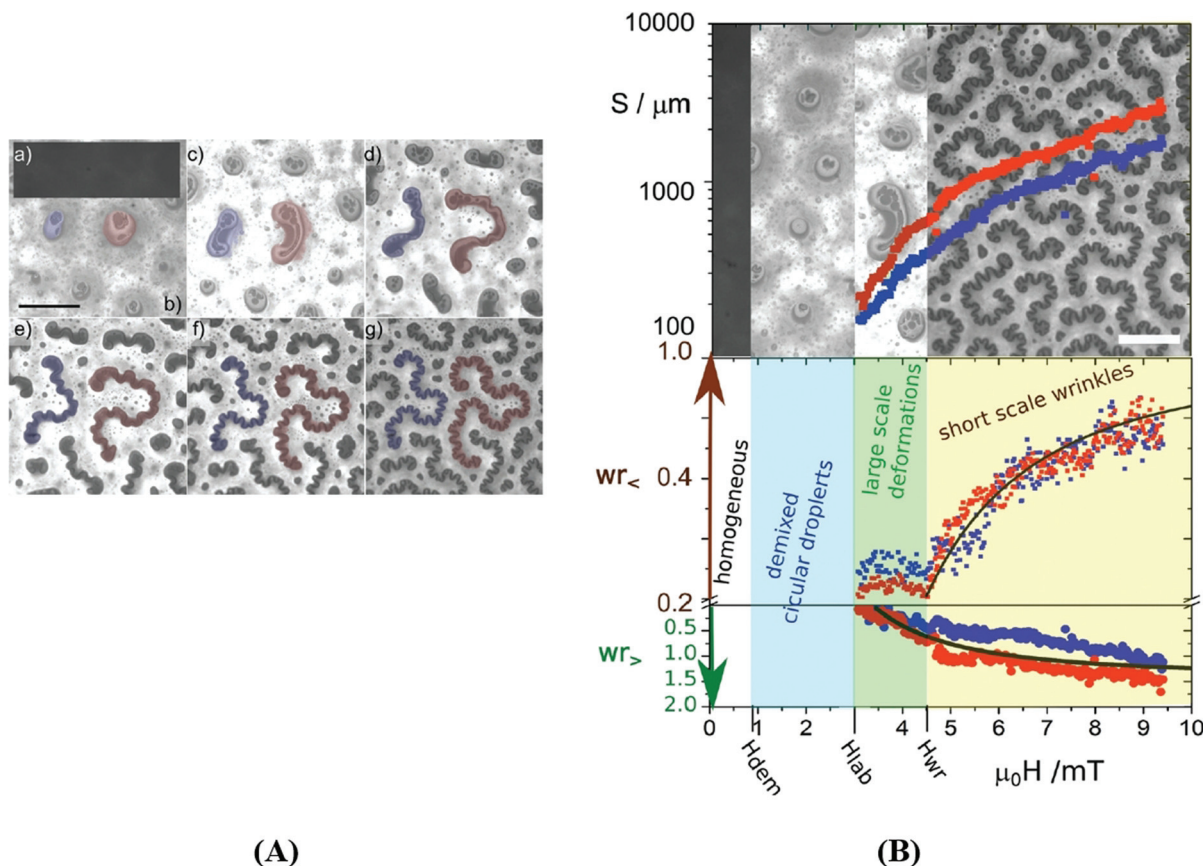 a)
c)
d)
b)
e)
f)
g)
(A)
B)
10000
S / μm
1000
100
1.0
wr<
0.4
0.2
homogeneous
demixed
cicular droplerts
large scale
deformations
short scale wrinkles
wr>
0.5
1.0
1.5
2.0
0 1 2 3 4 5 6 7 8 9 10
Hdem
Hlab
Hwr
μ₀H /mT
(B)